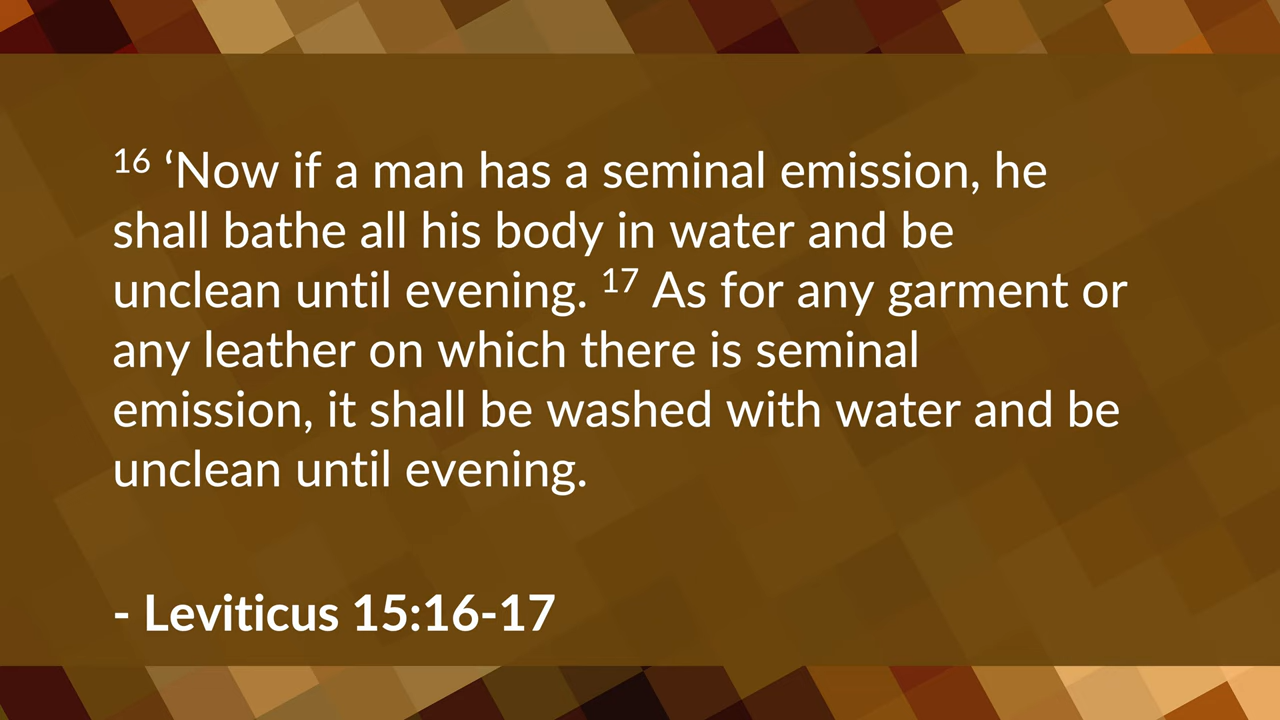 16 ‘Now if a man has a seminal emission, he
shall bathe all his body in water and be
unclean until evening. 17 As for any garment or
any leather on which there is seminal
emission, it shall be washed with water and be
unclean until evening.
- Leviticus 15:16-17